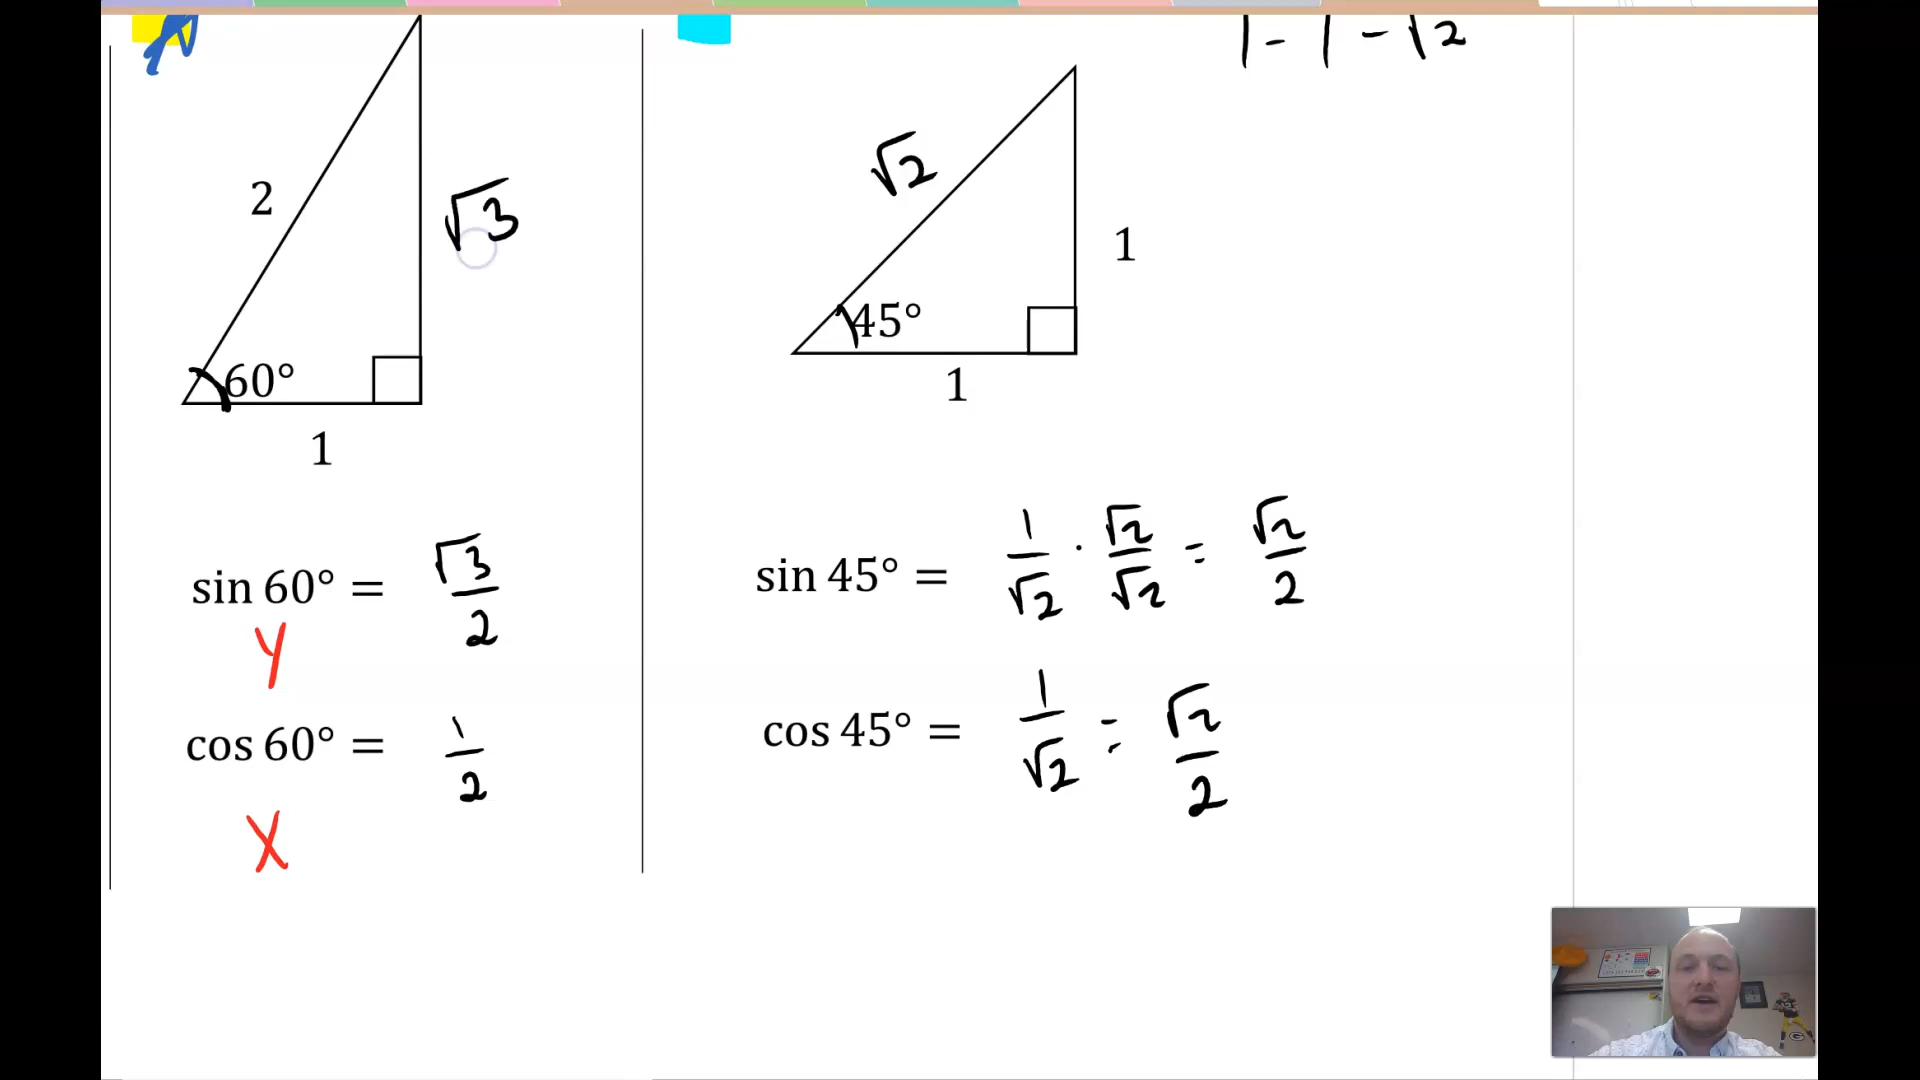 1 - 1 - √2
2
√3
60°
1
√2
1
45°
1
sin 60° = √3/2
Y
cos 60° = 1/2
X
sin 45° = 1/√2 · √2/√2 = √2/2
cos 45° = 1/√2 = √2/2
G